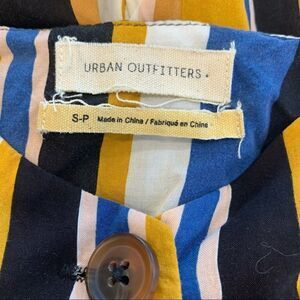 URBAN OUTFITTERS
S-P Made in China / Fabriqué en Chine